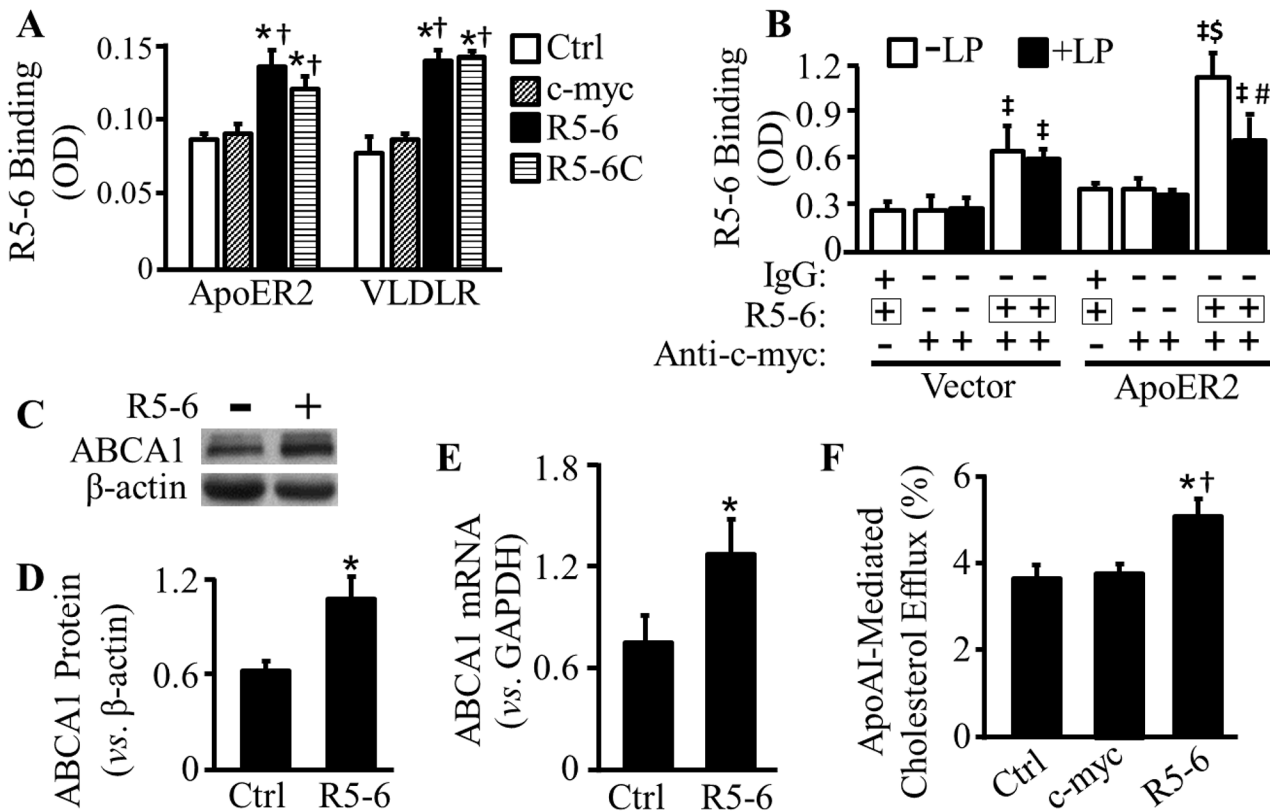 A
R5-6 Binding
(OD)
0.15
0.10
0.05
0
* †
*†
*†
*†
ApoER2
VLDLR
Ctrl
c-myc
R5-6
R5-6C
B
R5-6 Binding
(OD)
1.2
0.9
0.6
0.3
0
-LP
+LP
‡
‡
‡$
‡ #
IgG: + - - - - + - - - -
R5-6: + - - + + + - - + +
Anti-c-myc: - + + + + - + + + +
Vector
ApoER2
C
R5-6 - +
ABCA1
β-actin
D
ABCA1 Protein
(vs. β-actin)
1.2
0.6
0
*
Ctrl
R5-6
E
ABCA1 mRNA
(vs. GAPDH)
1.8
1.2
0.6
0
*
Ctrl
R5-6
F
ApoAI-Mediated
Cholesterol Efflux (%)
6
4
2
0
*†
Ctrl
c-myc
R5-6